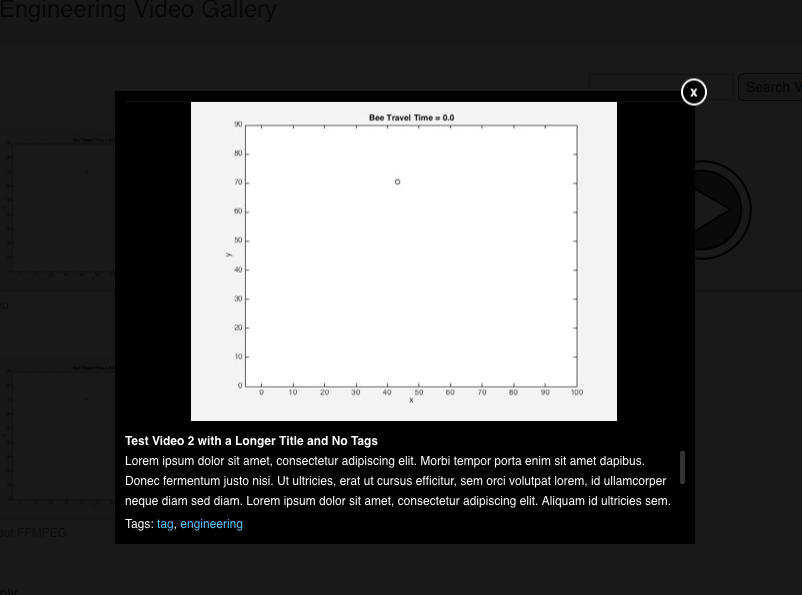 Engineering Video Gallery
Search V
x
Bee Travel Time = 0.0
90
80
70
60
50
40
30
20
10
0
y
0 10 20 30 40 50 60 70 80 90 100
x
Test Video 2 with a Longer Title and No Tags
Lorem ipsum dolor sit amet, consectetur adipiscing elit. Morbi tempor porta enim sit amet dapibus.
Donec fermentum justo nisi. Ut ultricies, erat ut cursus efficitur, sem orci volutpat lorem, id ullamcorper
neque diam sed diam. Lorem ipsum dolor sit amet, consectetur adipiscing elit. Aliquam id ultricies sem.
Tags: tag, engineering
out FFMPEG